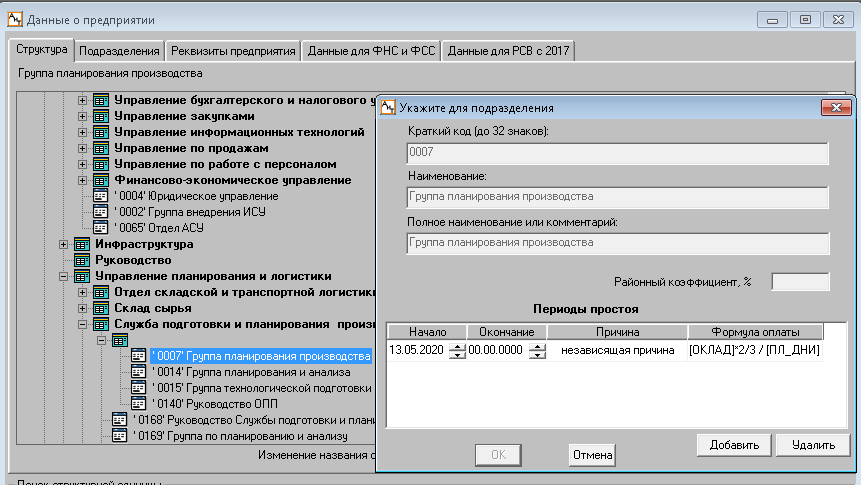 Данные о предприятии
Структура
Подразделения
Реквизиты предприятия
Данные для ФНС и ФСС
Данные для РСВ с 2017
Группа планирования производства
Управление бухгалтерского и налогового
Управление закупками
Управление информационных технологий
Управление по продажам
Управление по работе с персоналом
Финансово-экономическое управление
'0004' Юридическое управление
'0002' Группа внедрения ИСУ
'0065' Отдел АСУ
Инфраструктура
Руководство
Управление планирования и логистики
Отдел складской и транспортной логистик
Склад сырья
Служба подготовки и планирования произ
'0007' Группа планирования производства
'0014' Группа планирования и анализа
'0015' Группа технологической подготовки
'0140' Руководство ОПП
'0168' Руководство Службы подготовки и плани
'0169' Группа по планированию и анализу
Изменение названия
Поиск структурной единицы
Укажите для подразделения
Краткий код (до 32 знаков):
0007
Наименование:
Группа планирования производства
Полное наименование или комментарий:
Группа планирования производства
Районный коэффициент, %
Периоды простоя
Начало Окончание Причина Формула оплаты
13.05.2020 00.00.0000 независящая причина [ОКЛАД]*2/3 / [ПЛ_ДНИ]
Добавить
Удалить
OK
Отмена